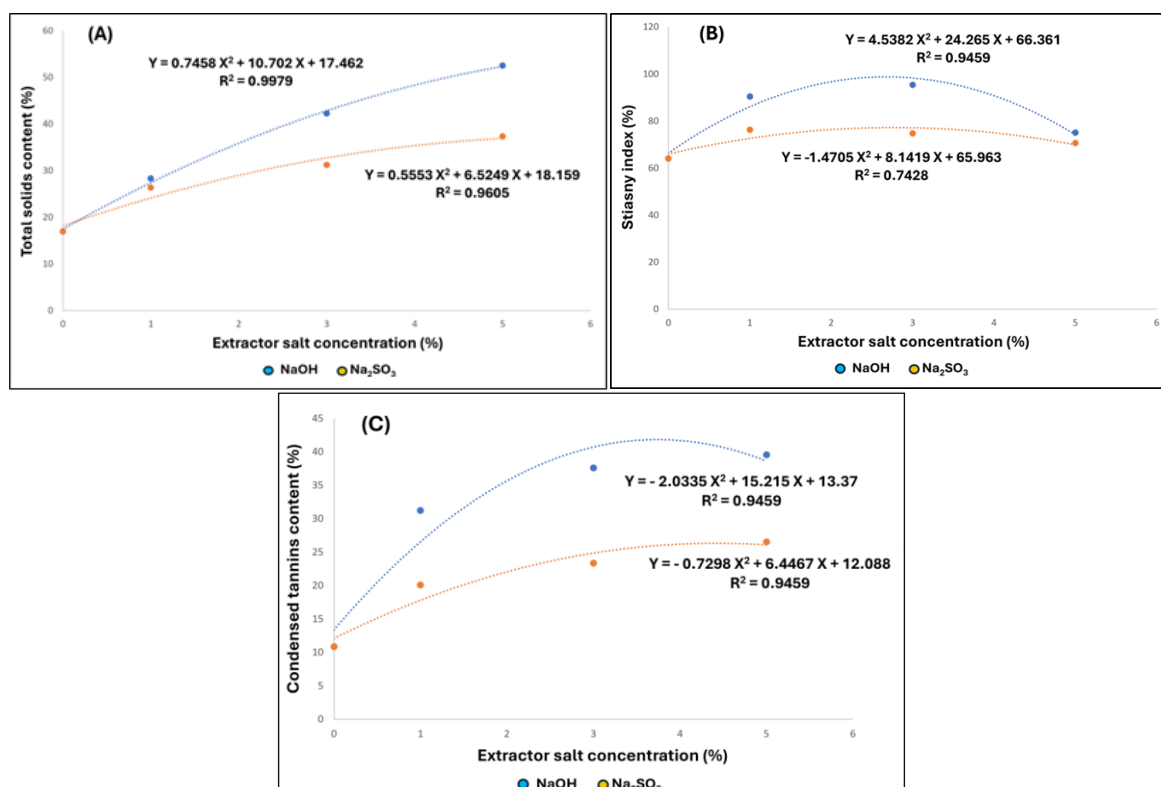 (A)
Y = 0.7458 X² + 10.702 X + 17.462
R² = 0.9979
Y = 0.5553 X² + 6.5249 X + 18.159
R² = 0.9605
Total solids content (%)
60
50
40
30
20
10
0
0 1 2 3 4 5 6
Extractor salt concentration (%)
NaOH Na₂SO₃
(B)
Y = 4.5382 X² + 24.265 X + 66.361
R² = 0.9459
Y = -1.4705 X² + 8.1419 X + 65.963
R² = 0.7428
Stiasny index (%)
120
100
80
60
40
20
0
0 1 2 3 4 5 6
Extractor salt concentration (%)
NaOH Na₂SO₃
(C)
Y = - 2.0335 X² + 15.215 X + 13.37
R² = 0.9459
Y = - 0.7298 X² + 6.4467 X + 12.088
R² = 0.9459
Condensed tannins content (%)
45
40
35
30
25
20
15
10
5
0
0 1 2 3 4 5 6
Extractor salt concentration (%)
NaOH Na₂SO₃